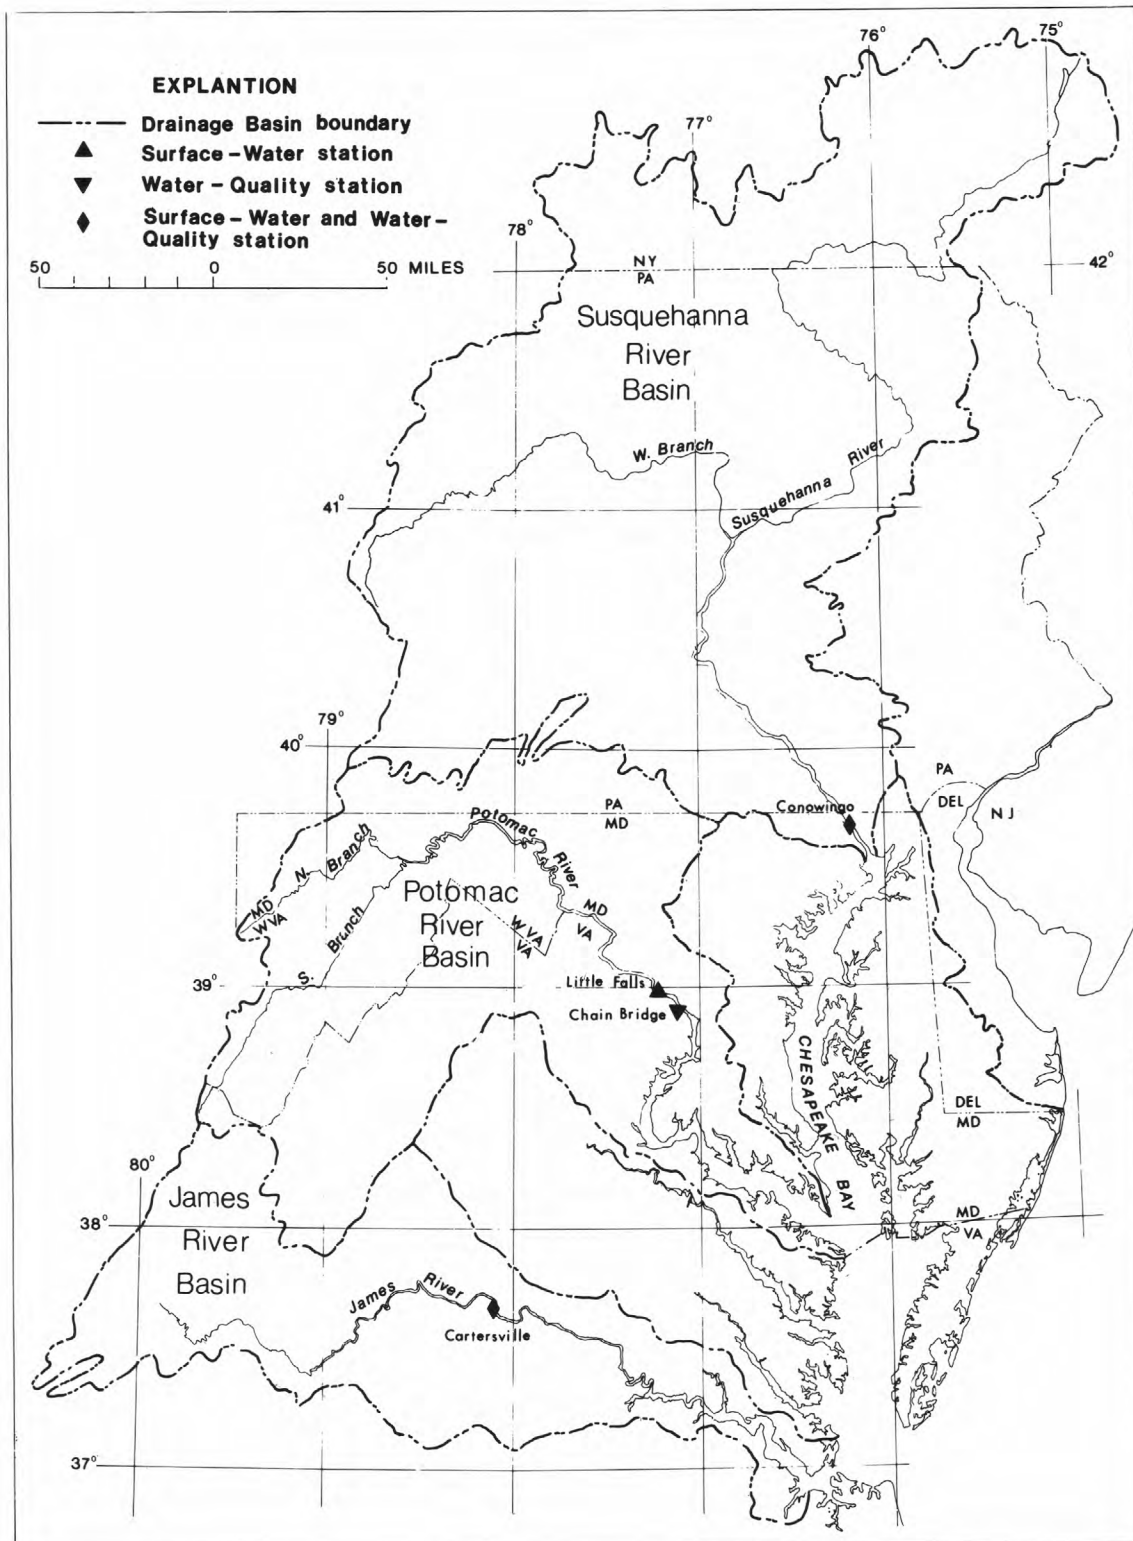 EXPLANTION
Drainage Basin boundary
Surface-Water station
Water-Quality station
Surface-Water and Water-
Quality station
50 0 50 MILES
76°
75°
77°
78°
NY
PA
42°
Susquehanna
River
Basin
W. Branch
Susquehanna River
41°
79°
40°
PA
MD
Conowingo
PA
DEL
NJ
N. Branch
Potomac River
MD
WVA
Potomac
River
Basin
S. Branch
WVA
VA
MD
VA
39°
Little Falls
Chain Bridge
CHESAPEAKE BAY
DEL
MD
80°
James
River
Basin
38°
MD
VA
James River
Cartersville
37°